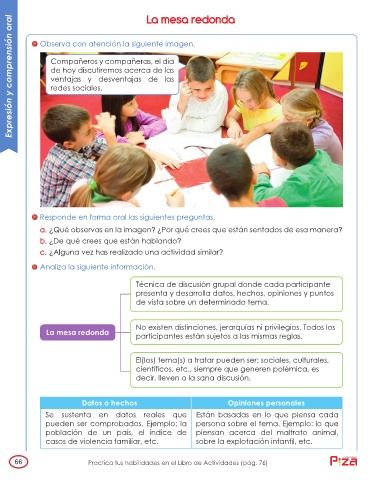 Expresión y comprensión oral
La mesa redonda
Observa con atención la siguiente imagen.
Compañeros y compañeras, el día
de hoy discutiremos acerca de las
ventajas y desventajas de las
redes sociales.
Responde en forma oral las siguientes preguntas.
a. ¿Qué observas en la imagen? ¿Por qué crees que están sentados de esa manera?
b. ¿De qué crees que están hablando?
c. ¿Alguna vez has realizado una actividad similar?
Analiza la siguiente información.
La mesa redonda
Técnica de discusión grupal donde cada participante
presenta y desarrolla datos, hechos, opiniones y puntos
de vista sobre un determinado tema.
No existen distinciones, jerarquías ni privilegios. Todos los
participantes están sujetos a las mismas reglas.
El(los) tema(s) a tratar pueden ser: sociales, culturales,
científicos, etc., siempre que generen polémica, es
decir, lleven a la sana discusión.
Datos o hechos
Se sustenta en datos reales que
pueden ser comprobados. Ejemplo: la
población de un país, el índice de
casos de violencia familiar, etc.
Opiniones personales
Están basadas en lo que piensa cada
persona sobre el tema. Ejemplo: lo que
piensan acerca del maltrato animal,
sobre la explotación infantil, etc.
66
Practica tus habilidades en el Libro de Actividades (pág. 76)